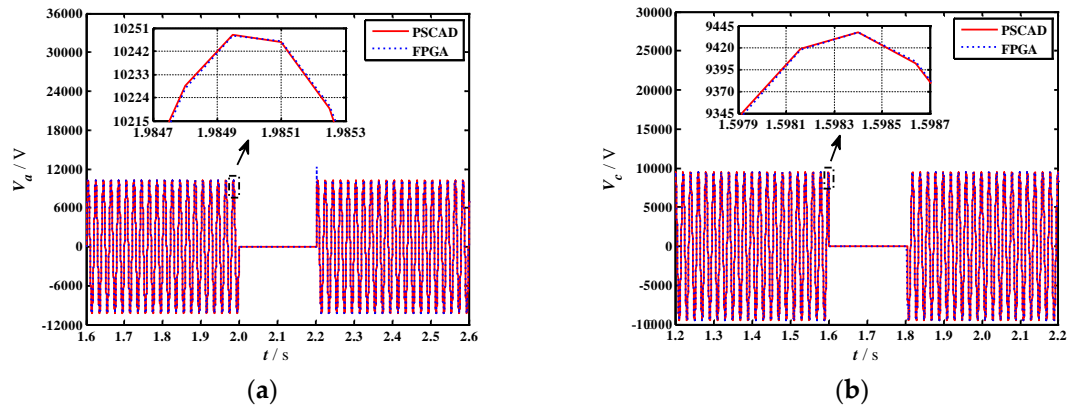 36000
30000
24000
18000
12000
6000
0
-6000
-12000
V_a / V
10251
10242
10233
10224
10215
1.9847 1.9849 1.9851 1.9853
PSCAD
FPGA
1.6 1.7 1.8 1.9 2.0 2.1 2.2 2.3 2.4 2.5 2.6
t / s
(a)
30000
25000
20000
15000
10000
5000
0
-5000
-10000
V_c / V
9445
9420
9395
9370
9345
1.5979 1.5981 1.5983 1.5985 1.5987
PSCAD
FPGA
1.2 1.3 1.4 1.5 1.6 1.7 1.8 1.9 2.0 2.1 2.2
t / s
(b)